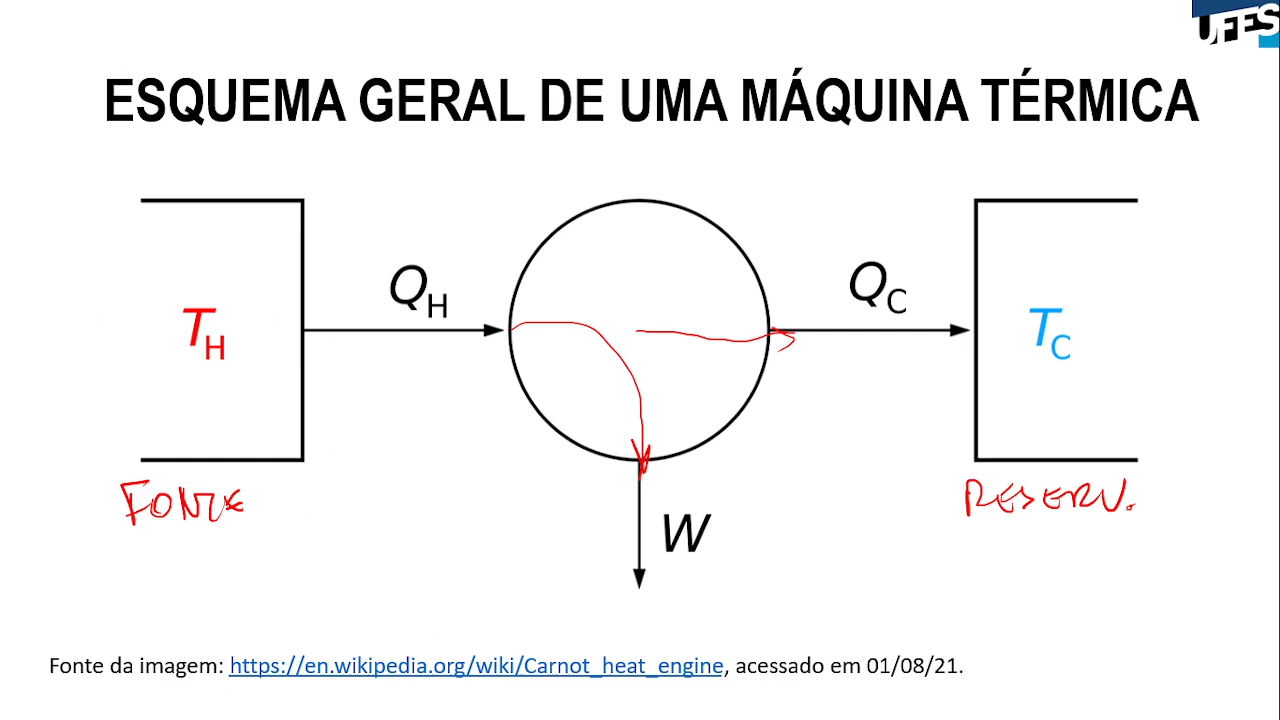 UFES
ESQUEMA GERAL DE UMA MÁQUINA TÉRMICA
Q_H
Q_C
T_H
T_C
FONTE
RESERV.
W
Fonte da imagem: https://en.wikipedia.org/wiki/Carnot_heat_engine, acessado em 01/08/21.